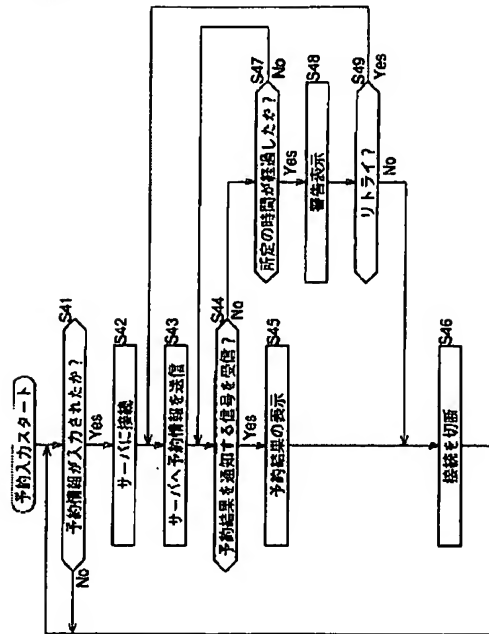 予約入力スタート
S41
予約情報が入力されたか?
No
Yes
S42
サーバに接続
S43
サーバへ予約情報を送信
S44
予約結果を通知する信号を受信?
No
Yes
S45
予約結果の表示
S46
接続を切断
S47
所定の時間が経過したか?
No
Yes
S48
警告表示
S49
リトライ?
Yes
No